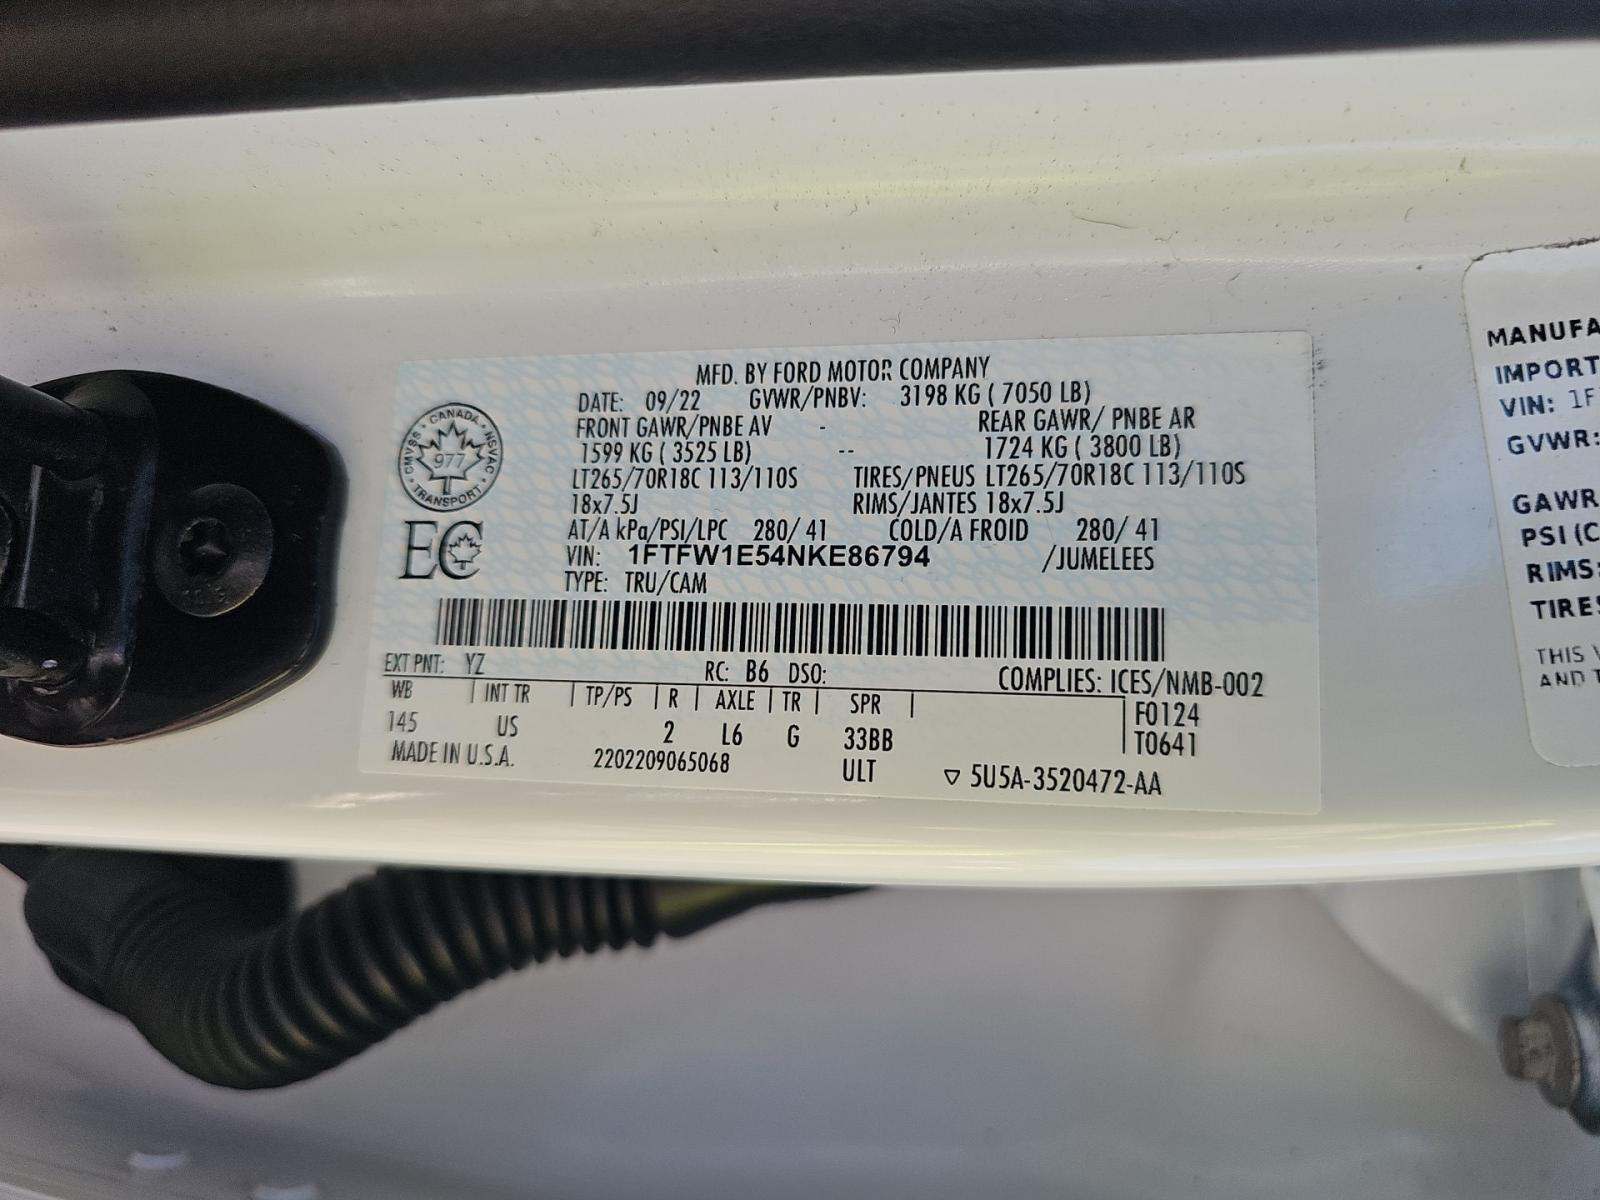 MFD. BY FORD MOTOR COMPANY
DATE: 09/22 GVWR/PNBV: 3198 KG ( 7050 LB)
FRONT GAWR/PNBE AV - REAR GAWR/ PNBE AR
1599 KG ( 3525 LB) -- 1724 KG ( 3800 LB)
LT265/70R18C 113/110S TIRES/PNEUS LT265/70R18C 113/110S
18x7.5J RIMS/JANTES 18x7.5J
AT/A kPa/PSI/LPC 280/ 41 COLD/A FROID 280/ 41
VIN: 1FTFW1E54NKE86794 /JUMELEES
TYPE: TRU/CAM
CANADA
CMVSS NSVAC
977
TRANSPORT
EC
EXT PNT: YZ RC: B6 DSO: COMPLIES: ICES/NMB-002
WB | INT TR | TP/PS | R | AXLE | TR | SPR | F0124
145 US 2 L6 G 33BB T0641
MADE IN U.S.A. 2202209065068 ULT ▽ 5U5A-3520472-AA
MANUFA
IMPORT
VIN: 1F
GVWR:
GAWR
PSI (C
RIMS:
TIRES
THIS
AND